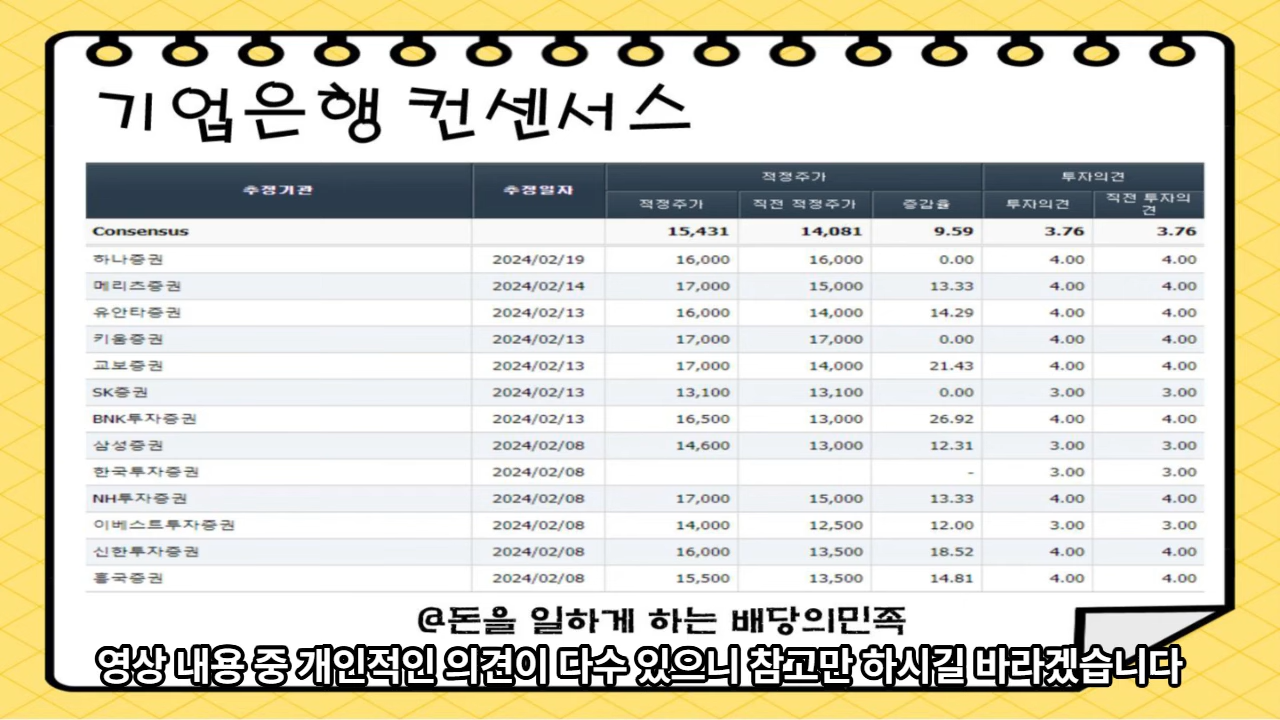 기업은행 컨센서스
추정기관 추정일자 적정주가 투자의견
적정주가 직전 적정주가 증감율 투자의견 직전 투자의견
Consensus 15,431 14,081 9.59 3.76 3.76
하나증권 2024/02/19 16,000 16,000 0.00 4.00 4.00
메리츠증권 2024/02/14 17,000 15,000 13.33 4.00 4.00
유안타증권 2024/02/13 16,000 14,000 14.29 4.00 4.00
키움증권 2024/02/13 17,000 17,000 0.00 4.00 4.00
교보증권 2024/02/13 17,000 14,000 21.43 4.00 4.00
SK증권 2024/02/13 13,100 13,100 0.00 3.00 3.00
BNK투자증권 2024/02/13 16,500 13,000 26.92 4.00 4.00
삼성증권 2024/02/08 14,600 13,000 12.31 3.00 3.00
한국투자증권 2024/02/08 - 3.00 3.00
NH투자증권 2024/02/08 17,000 15,000 13.33 4.00 4.00
이베스트투자증권 2024/02/08 14,000 12,500 12.00 3.00 3.00
신한투자증권 2024/02/08 16,000 13,500 18.52 4.00 4.00
흥국증권 2024/02/08 15,500 13,500 14.81 4.00 4.00
@돈을 일하게 하는 배당의민족
영상 내용 중 개인적인 의견이 다수 있으니 참고만 하시길 바라겠습니다